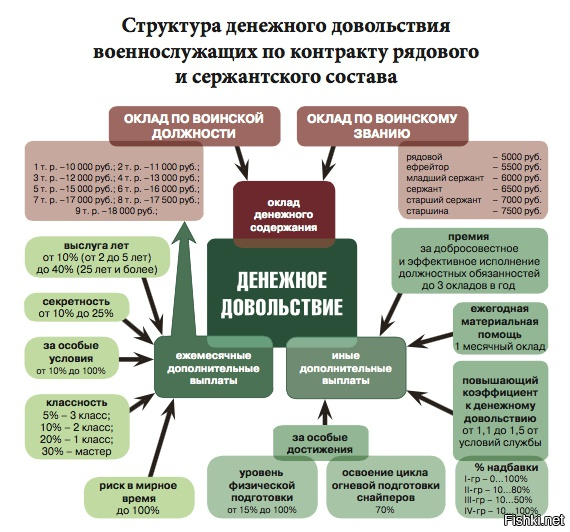 Структура денежного довольствия
военнослужащих по контракту рядового
и сержантского состава
ОКЛАД ПО ВОИНСКОЙ
ДОЛЖНОСТИ
ОКЛАД ПО ВОИНСКОМУ
ЗВАНИЮ
1 т. р. –10 000 руб.; 2 т. р. –11 000 руб.;
3 т. р. –12 000 руб.; 4 т. р. –13 000 руб.;
5 т. р. –15 000 руб.; 6 т. р. –16 000 руб.;
7 т. р. –17 000 руб.; 8 т. р. –17 500 руб.;
9 т. р. –18 000 руб.;
рядовой – 5000 руб.
ефрейтор – 5500 руб.
младший сержант – 6000 руб.
сержант – 6500 руб.
старший сержант – 7000 руб.
старшина – 7500 руб.
оклад
денежного
содержания
ДЕНЕЖНОЕ
ДОВОЛЬСТВИЕ
выслуга лет
от 10% (от 2 до 5 лет)
до 40% (25 лет и более)
секретность
от 10% до 25%
за особые
условия
от 10% до 100%
классность
5% – 3 класс;
10% – 2 класс;
20% – 1 класс;
30% – мастер
риск в мирное
время
до 100%
ежемесячные
дополнительные
выплаты
иные
дополнительные
выплаты
премия
за добросовестное
и эффективное исполнение
должностных обязанностей
до 3 окладов в год
ежегодная
материальная
помощь
1 месячный оклад
повышающий
коэффициент
к денежному
довольствию
от 1,1 до 1,5 от
условий службы
за особые
достижения
уровень
физической
подготовки
от 15% до 100%
освоение цикла
огневой подготовки
снайперов
70%
% надбавки
I-гр – 0...100%
II-гр – 10...80%
III-гр – 10...50%
IV-гр – 10...100%
Fishki.net